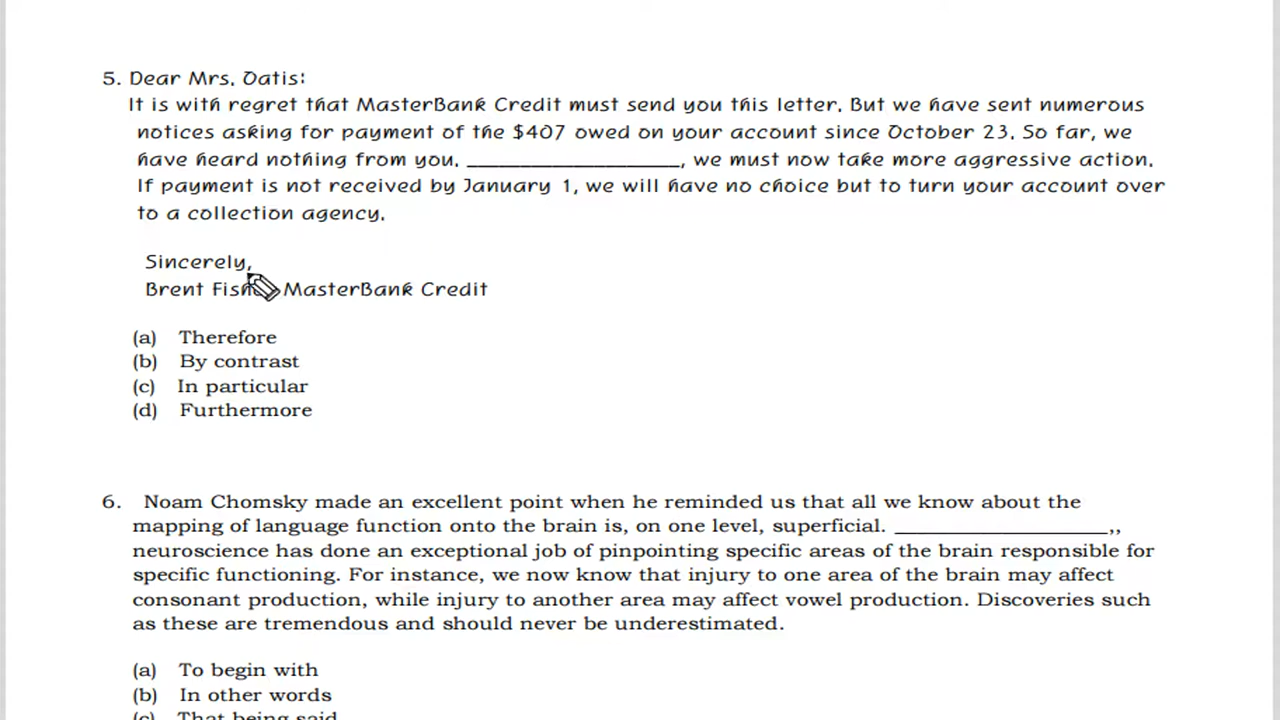 5. Dear Mrs. Oatis:
It is with regret that MasterBank Credit must send you this letter. But we have sent numerous
notices asking for payment of the $407 owed on your account since October 23. So far, we
have heard nothing from you. ____________________, we must now take more aggressive action.
If payment is not received by January 1, we will have no choice but to turn your account over
to a collection agency.
Sincerely,
Brent MasterBank Credit
(a) Therefore
(b) By contrast
(c) In particular
(d) Furthermore
6. Noam Chomsky made an excellent point when he reminded us that all we know about the
mapping of language function onto the brain is, on one level, superficial. ____________________,,
neuroscience has done an exceptional job of pinpointing specific areas of the brain responsible for
specific functioning. For instance, we now know that injury to one area of the brain may affect
consonant production, while injury to another area may affect vowel production. Discoveries such
as these are tremendous and should never be underestimated.
(a) To begin with
(b) In other words
(c) That being said